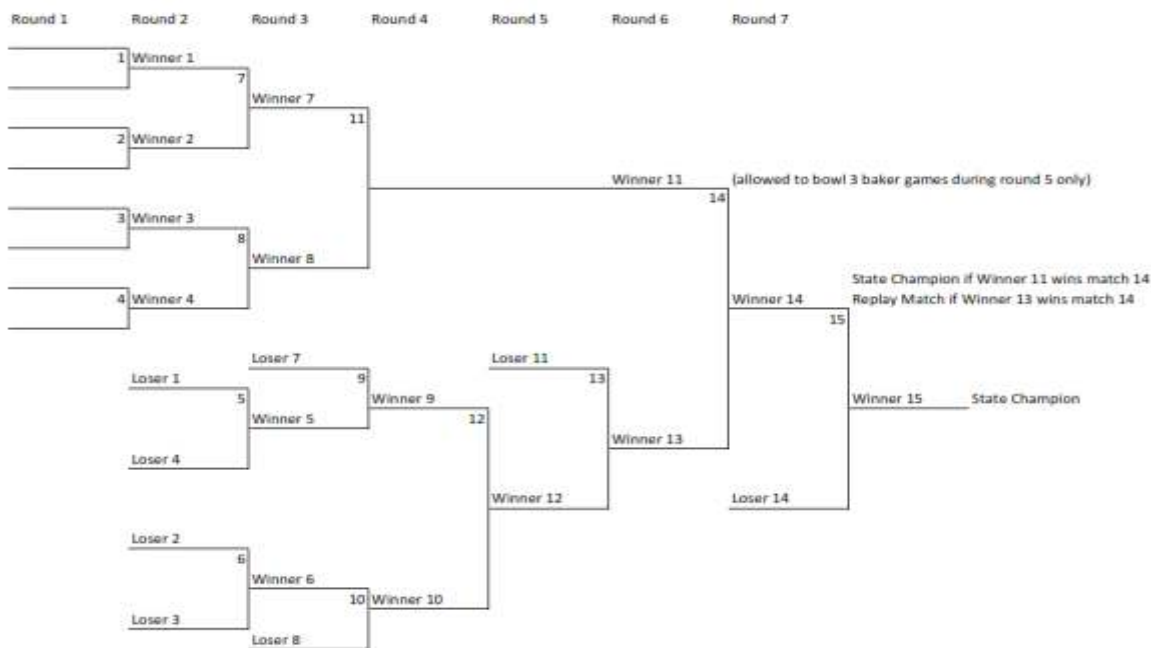 Round 1 Round 2 Round 3 Round 4 Round 5 Round 6 Round 7
1 Winner 1
7
Winner 7
11
2 Winner 2
Winner 11 (allowed to bowl 3 baker games during round 5 only)
14
3 Winner 3
8
Winner 8
State Champion if Winner 11 wins match 14
4 Winner 4
Winner 14 Replay Match if Winner 13 wins match 14
15
Loser 7 Loser 11
Loser 1 9 13
5 Winner 9 Winner 15 State Champion
Winner 5 12
Winner 13
Loser 4
Winner 12 Loser 14
Loser 2
6
Winner 6
10 Winner 10
Loser 3
Loser 8